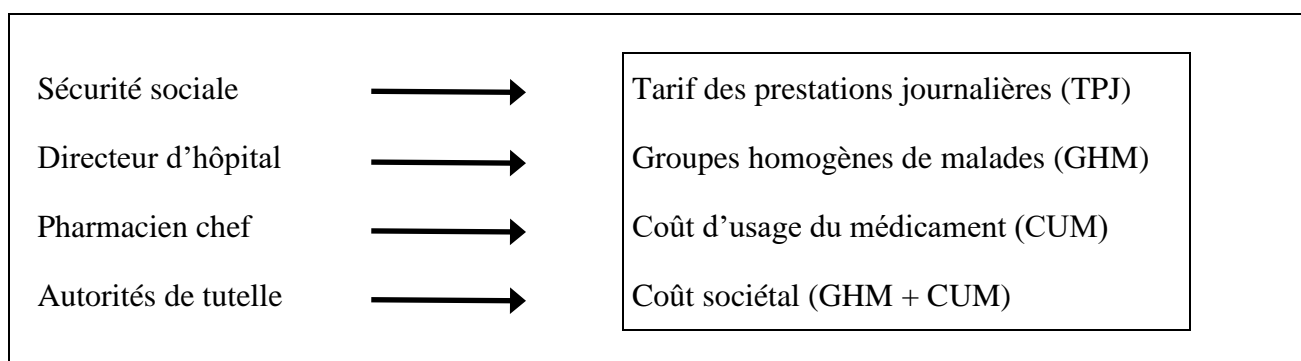 Sécurité sociale Tarif des prestations journalières (TPJ)
Directeur d’hôpital Groupes homogènes de malades (GHM)
Pharmacien chef Coût d’usage du médicament (CUM)
Autorités de tutelle Coût sociétal (GHM + CUM)